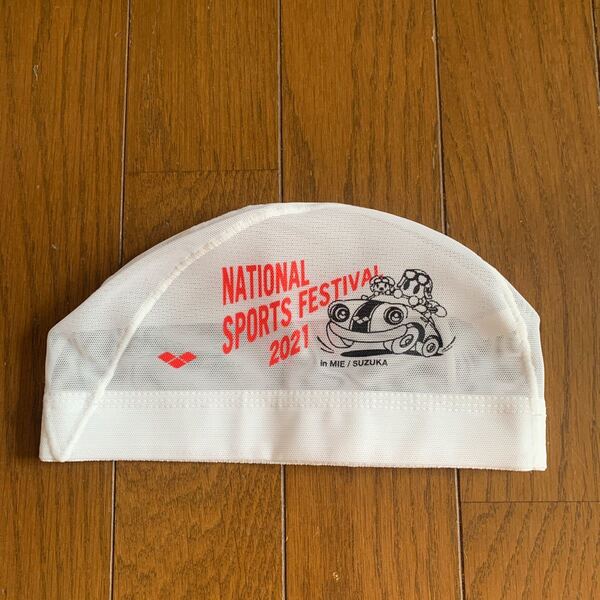 NATIONAL
SPORTS FESTIVAL
2021
in MIE / SUZUKA